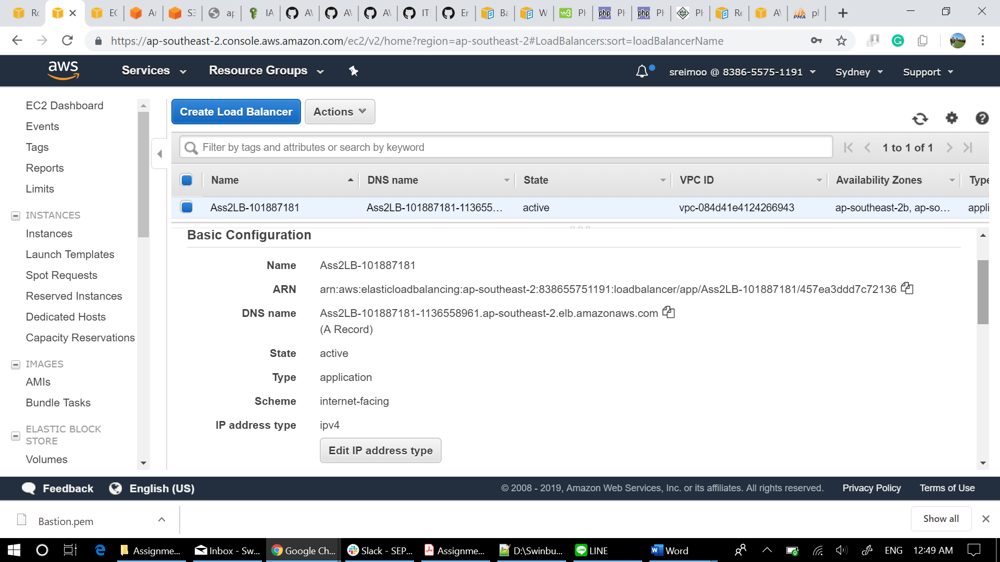 Ro
EC
Ar
S3
ap
IA
AV
AV
AV
IT
Er
Ba
W
PH
PH
PH
PH
Re
AV
ph
https://ap-southeast-2.console.aws.amazon.com/ec2/v2/home?region=ap-southeast-2#LoadBalancers:sort=loadBalancerName
aws
Services
Resource Groups
sreimoo @ 8386-5575-1191
Sydney
Support
EC2 Dashboard
Events
Tags
Reports
Limits
INSTANCES
Instances
Launch Templates
Spot Requests
Reserved Instances
Dedicated Hosts
Capacity Reservations
IMAGES
AMIs
Bundle Tasks
ELASTIC BLOCK
STORE
Volumes
Create Load Balancer
Actions
Filter by tags and attributes or search by keyword
1 to 1 of 1
Name DNS name State VPC ID Availability Zones Type
Ass2LB-101887181 Ass2LB-101887181-113655... active vpc-084d41e4124266943 ap-southeast-2b, ap-so... appli
Basic Configuration
Name Ass2LB-101887181
ARN arn:aws:elasticloadbalancing:ap-southeast-2:838655751191:loadbalancer/app/Ass2LB-101887181/457ea3ddd7c72136
DNS name Ass2LB-101887181-1136558961.ap-southeast-2.elb.amazonaws.com
(A Record)
State active
Type application
Scheme internet-facing
IP address type ipv4
Edit IP address type
Feedback
English (US)
© 2008 - 2019, Amazon Web Services, Inc. or its affiliates. All rights reserved.
Privacy Policy
Terms of Use
Bastion.pem
Show all
Assignme...
Inbox - Sw...
Google Ch...
Slack - SEP...
Assignme...
D:\Swinbu...
LINE
Word
ENG
12:49 AM